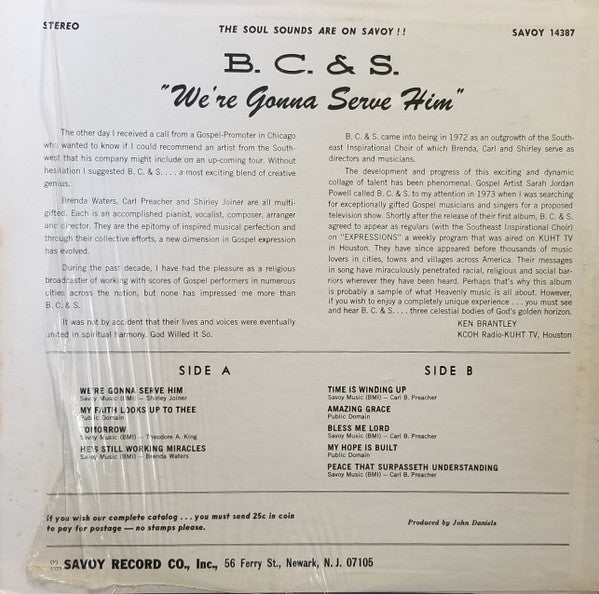 STEREO
THE SOUL SOUNDS ARE ON SAVOY!!
SAVOY 14387
B. C. & S.
"We're Gonna Serve Him"
The other day I received a call from a Gospel-Promoter in Chicago
who wanted to know if I could recommend an artist from the South-
west that his company might include on an up-coming tour. Without
hesitation I suggested B. C. & S. . . . a most exciting blend of creative
genius.
Brenda Waters, Carl Preacher and Shirley Joiner are all multi-
gifted. Each is an accomplished pianist, vocalist, composer, arranger
and director. They are the epitomy of inspired musical perfection and
through their collective efforts, a new dimension in Gospel expression
has evolved.
During the past decade, I have had the pleasure as a religious
broadcaster of working with scores of Gospel performers in numerous
cities across the nation, but none has impressed me more than
B. C. & S.
It was not by accident that their lives and voices were eventually
united in spiritual harmony. God Willed It So.
B. C. & S. came into being in 1972 as an outgrowth of the South-
east Inspirational Choir of which Brenda, Carl and Shirley serve as
directors and musicians.
The development and progress of this exciting and dynamic
collage of talent has been phenomenal. Gospel Artist Sarah Jordan
Powell called B. C. & S. to my attention in 1973 when I was searching
for exceptionally gifted Gospel musicians and singers for a proposed
television show. Shortly after the release of their first album, B. C. & S.
agreed to appear as regulars (with the Southeast Inspirational Choir)
on "EXPRESSIONS" a weekly program that was aired on KUHT TV
in Houston. They have since appeared before thousands of music
lovers in cities, towns and villages across America. Their messages
in song have miraculously penetrated racial, religious and social bar-
riors wherever they have been heard. Perhaps that's why this album
is probably a sample of what Heavenly music is all about. However,
if you wish to enjoy a completely unique experience . . . you must see
and hear B. C. & S. . . . three celestial bodies of God's golden horizon.
KEN BRANTLEY
KCOH Radio-KUHT TV, Houston
SIDE A
WE'RE GONNA SERVE HIM
Savoy Music (BMI) — Shirley Joiner
MY FAITH LOOKS UP TO THEE
Public Domain
TOMORROW
Savoy Music (BMI) — Theodore A. King
HE'S STILL WORKING MIRACLES
Savoy Music (BMI) — Brenda Waters
SIDE B
TIME IS WINDING UP
Savoy Music (BMI) — Carl B. Preacher
AMAZING GRACE
Public Domain
BLESS ME LORD
Savoy Music (BMI) — Carl B. Preacher
MY HOPE IS BUILT
Public Domain
PEACE THAT SURPASSETH UNDERSTANDING
Savoy Music (BMI) — Carl B. Preacher
If you wish our complete catalog . . . you must send 25c in coin
to pay for postage — no stamps please.
Produced by John Daniels
(P)
SAVOY RECORD CO., Inc., 56 Ferry St., Newark, N. J. 07105